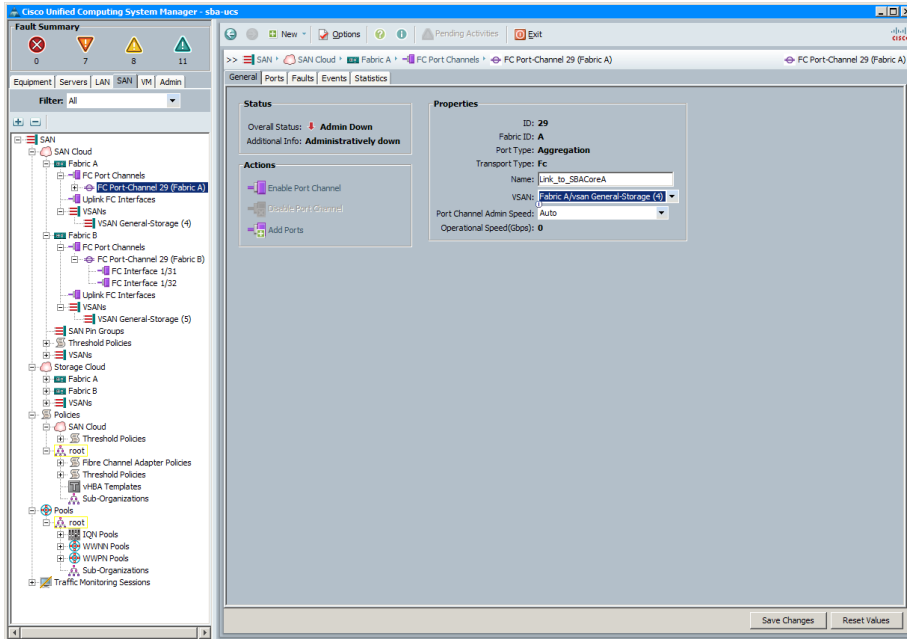 Cisco Unified Computing System Manager - sba-ucs
Fault Summary
0 7 8 11
Equipment Servers LAN SAN VM Admin
Filter: All
SAN
SAN Cloud
Fabric A
FC Port Channels
FC Port-Channel 29 (Fabric A)
Uplink FC Interfaces
VSANs
VSAN General-Storage (4)
Fabric B
FC Port Channels
FC Port-Channel 29 (Fabric B)
FC Interface 1/31
FC Interface 1/32
Uplink FC Interfaces
VSANs
VSAN General-Storage (5)
SAN Pin Groups
Threshold Policies
VSANs
Storage Cloud
Fabric A
Fabric B
VSANs
Policies
SAN Cloud
Threshold Policies
root
Fibre Channel Adapter Policies
Threshold Policies
vHBA Templates
Sub-Organizations
Pools
root
IQN Pools
WWNN Pools
WWPN Pools
Sub-Organizations
Traffic Monitoring Sessions
New Options Pending Activities Exit
CISCO
>> SAN SAN Cloud Fabric A FC Port Channels FC Port-Channel 29 (Fabric A) FC Port-Channel 29 (Fabric A)
General Ports Faults Events Statistics
Status
Overall Status: Admin Down
Additional Info: Administratively down
Actions
Enable Port Channel
Disable Port Channel
Add Ports
Properties
ID: 29
Fabric ID: A
Port Type: Aggregation
Transport Type: Fc
Name: Link_to_SBACoreA
VSAN: Fabric A/vsan General-Storage (4)
Port Channel Admin Speed: Auto
Operational Speed(Gbps): 0
Save Changes Reset Values